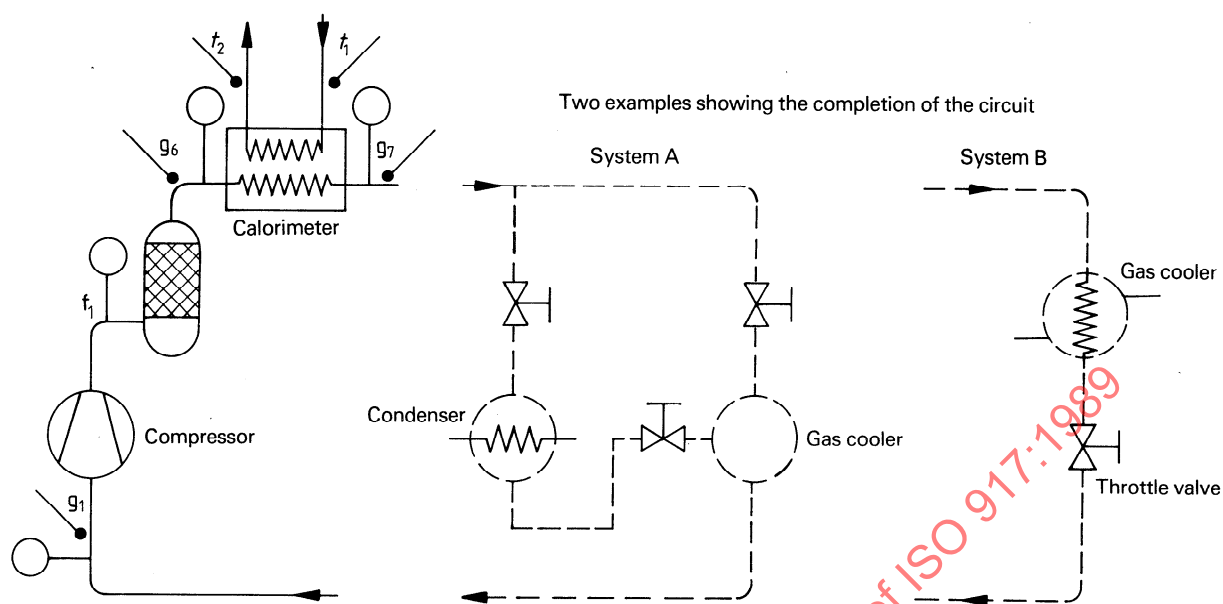 t2
t1
Two examples showing the completion of the circuit
g6
g7
System A
System B
Calorimeter
Gas cooler
f1
Condenser
Compressor
Gas cooler
Throttle valve
g1
of ISO 917:1989